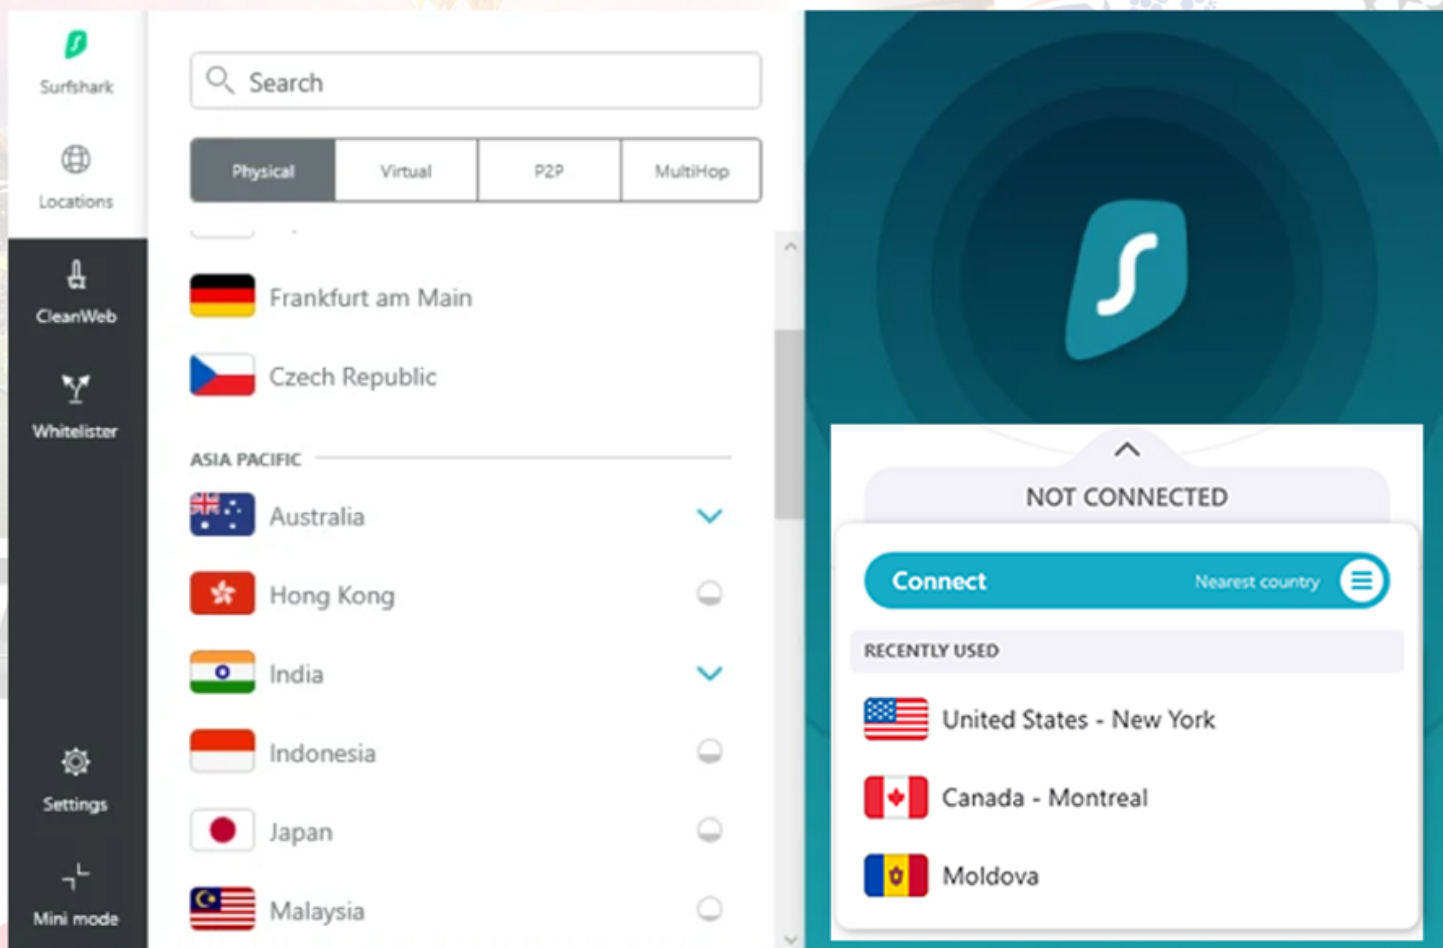 Surfshark
Locations
CleanWeb
Whitelister
Settings
Mini mode
Search
Physical
Virtual
P2P
MultiHop
Frankfurt am Main
Czech Republic
ASIA PACIFIC
Australia
Hong Kong
India
Indonesia
Japan
Malaysia
NOT CONNECTED
Connect
Nearest country
RECENTLY USED
United States - New York
Canada - Montreal
Moldova